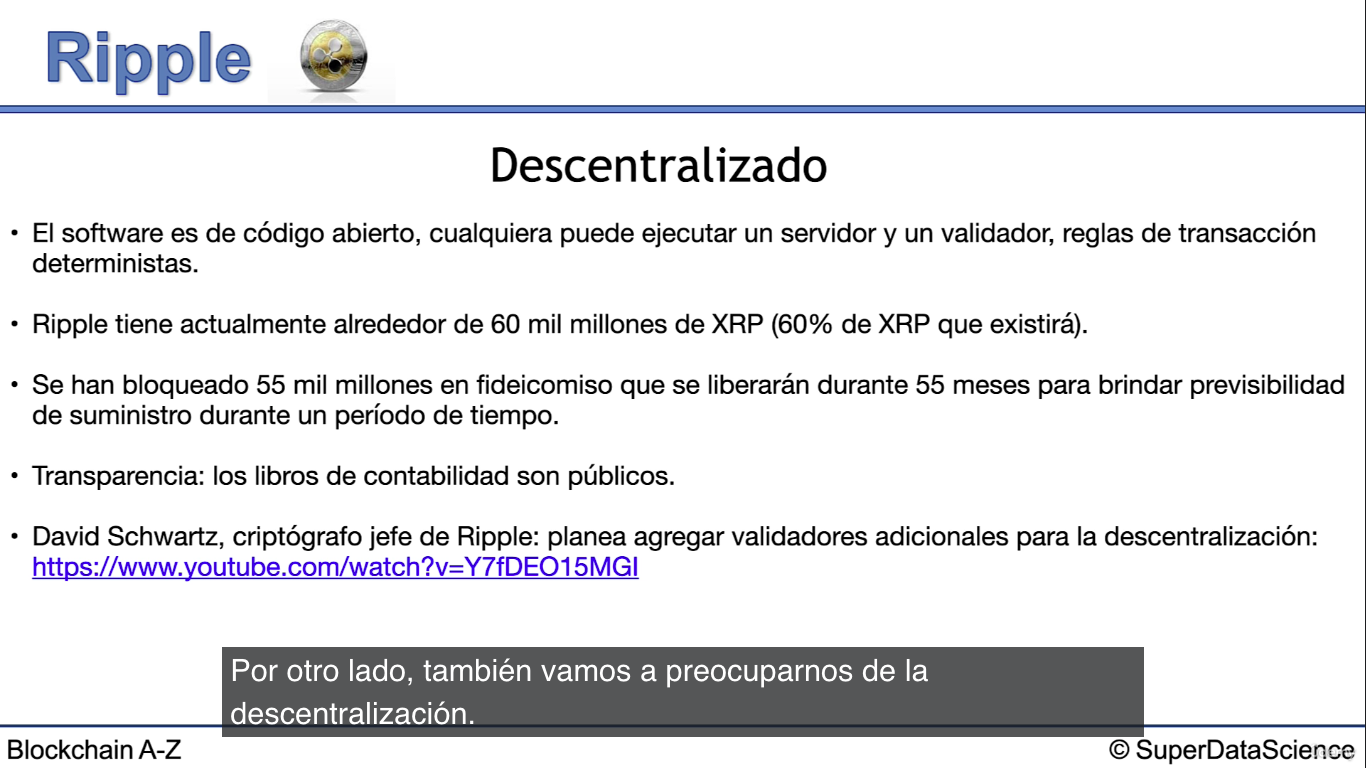 Ripple
Descentralizado
• El software es de código abierto, cualquiera puede ejecutar un servidor y un validador, reglas de transacción
deterministas.
• Ripple tiene actualmente alrededor de 60 mil millones de XRP (60% de XRP que existirá).
• Se han bloqueado 55 mil millones en fideicomiso que se liberarán durante 55 meses para brindar previsibilidad
de suministro durante un período de tiempo.
• Transparencia: los libros de contabilidad son públicos.
• David Schwartz, criptógrafo jefe de Ripple: planea agregar validadores adicionales para la descentralización:
https://www.youtube.com/watch?v=Y7fDEO15MGI
Por otro lado, también vamos a preocuparnos de la
descentralización.
Blockchain A-Z
© SuperDataScience